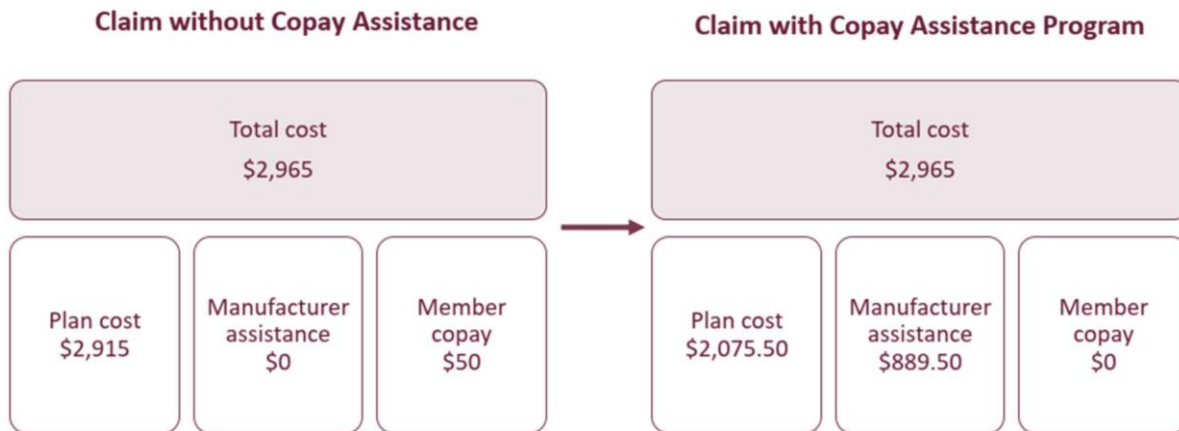 Claim without Copay Assistance
Total cost
$2,965
Plan cost
$2,915
Manufacturer
assistance
$0
Member
copay
$50
Claim with Copay Assistance Program
Total cost
$2,965
Plan cost
$2,075.50
Manufacturer
assistance
$889.50
Member
copay
$0